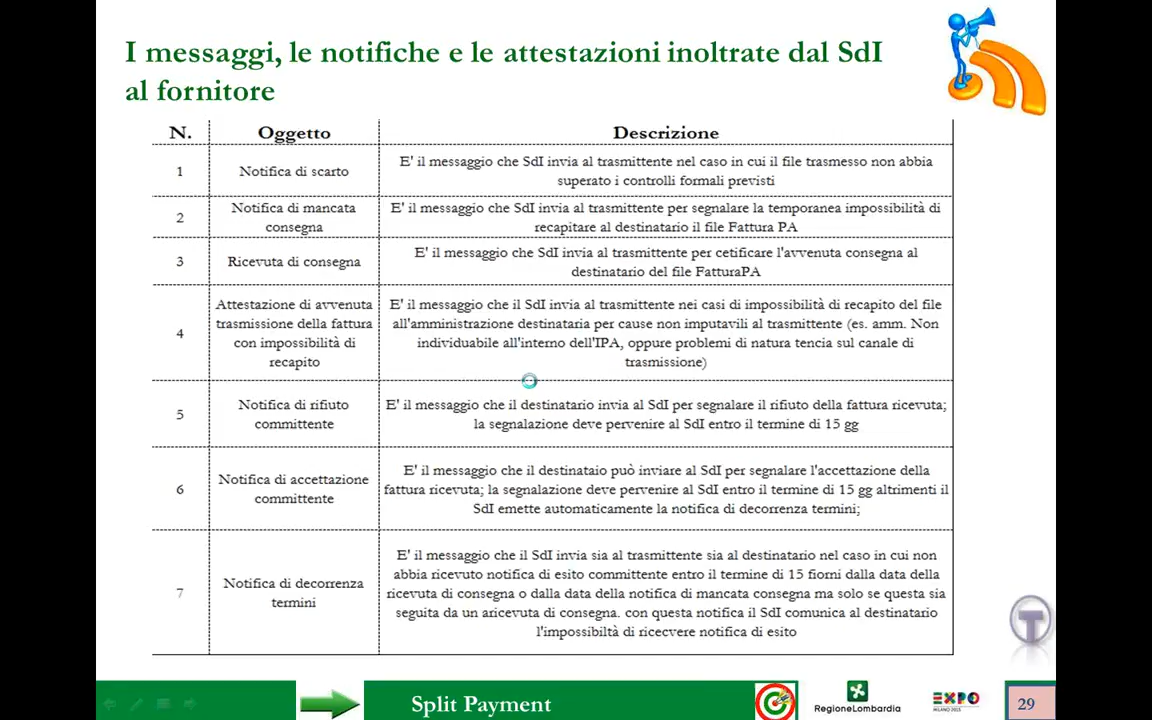 I messaggi, le notifiche e le attestazioni inoltrate dal SdI
al fornitore
N. Oggetto Descrizione
1 Notifica di scarto E' il messaggio che SdI invia al trasmittente nel caso in cui il file trasmesso non abbia
superato i controlli formali previsti
2 Notifica di mancata
consegna
E' il messaggio che SdI invia al trasmittente per segnalare la temporanea impossibilità di
recapitare al destinatario il file Fattura PA
3 Ricevuta di consegna E' il messaggio che SdI invia al trasmittente per cetificare l'avvenuta consegna al
destinatario del file FatturaPA
4 Attestazione di avvenuta
trasmissione della fattura
con impossibilità di
recapito
E' il messaggio che il SdI invia al trasmittente nei casi di impossibilità di recapito del file
all'amministrazione destinataria per cause non imputavili al trasmittente (es. amm. Non
individuabile all'interno dell'IPA, oppure problemi di natura tencia sul canale di
trasmissione)
5 Notifica di rifiuto
committente
E' il messaggio che il destinatario invia al SdI per segnalare il rifiuto della fattura ricevuta;
la segnalazione deve pervenire al SdI entro il termine di 15 gg
6 Notifica di accettazione
committente
E' il messaggio che il destinataio può inviare al SdI per segnalare l'accettazione della
fattura ricevuta; la segnalazione deve pervenire al SdI entro il termine di 15 gg altrimenti il
SdI emette automaticamente la notifica di decorrenza termini;
7 Notifica di decorrenza
termini
E' il messaggio che il SdI invia sia al trasmittente sia al destinatario nel caso in cui non
abbia ricevuto notifica di esito committente entro il termine di 15 fiorni dalla data della
ricevuta di consegna o dalla data della notifica di mancata consegna ma solo se questa sia
seguita da un aricevuta di consegna. con questa notifica il SdI comunica al destinatario
l'impossibiltà di ricecvere notifica di esito
T
Split Payment
RegioneLombardia
EXPO
MILANO 2015
29